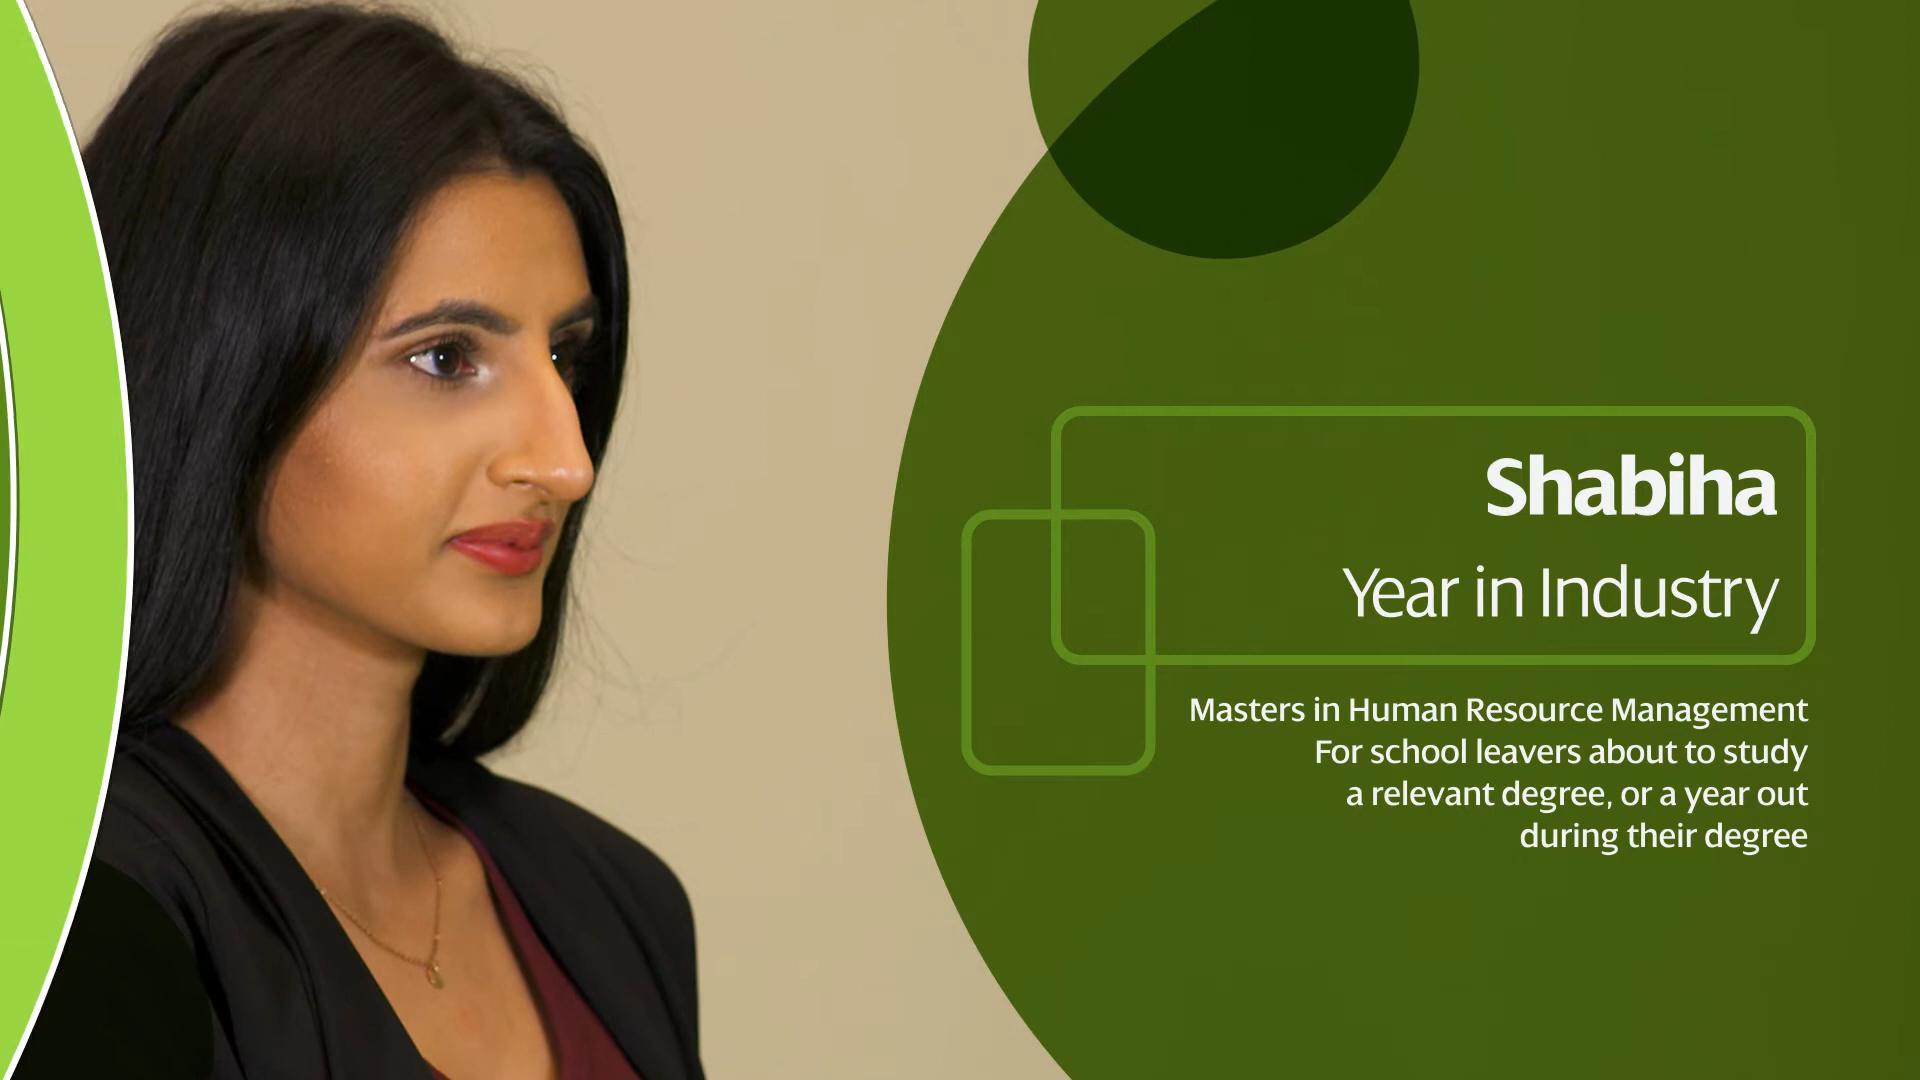 Shabiha
Year in Industry
Masters in Human Resource Management
For school leavers about to study
a relevant degree, or a year out
during their degree